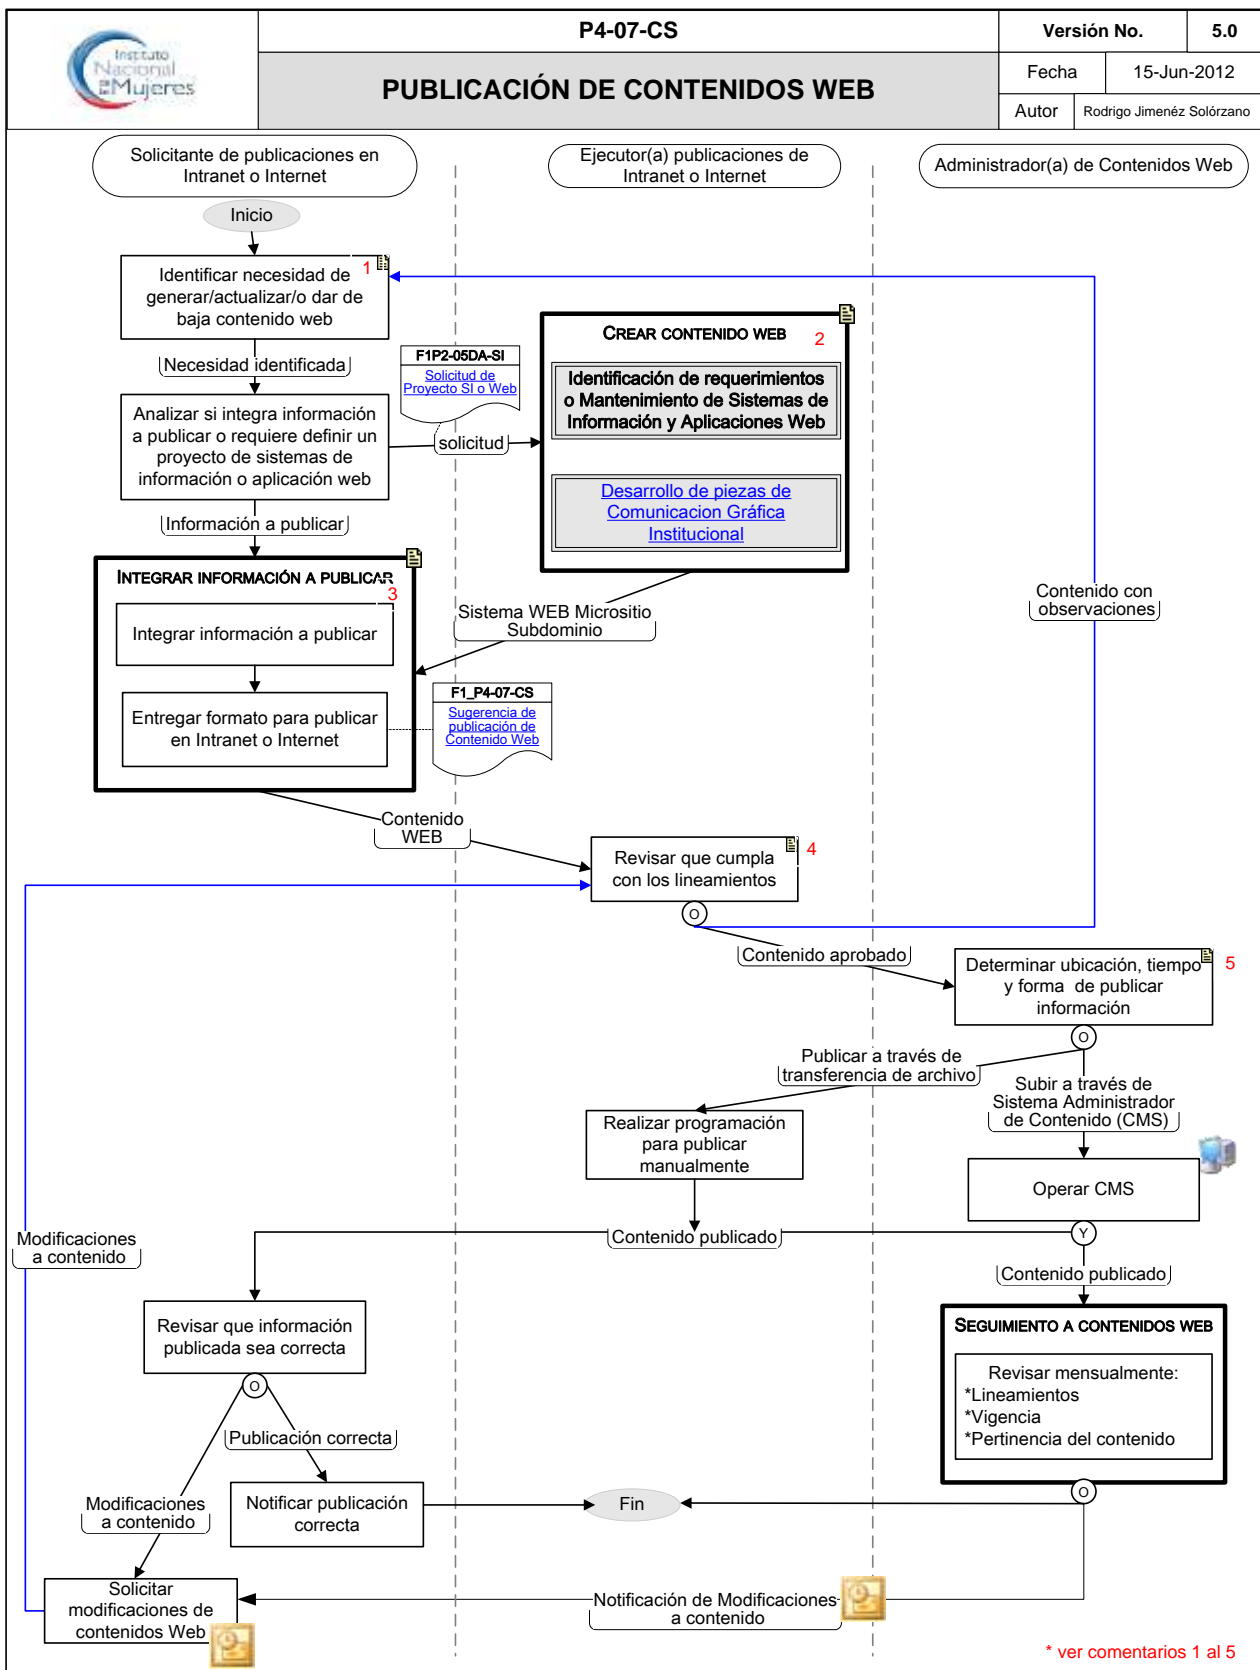 Instituto
Nacional
de las Mujeres
P4-07-CS
PUBLICACIÓN DE CONTENIDOS WEB
Versión No.
5.0
Fecha
15-Jun-2012
Autor
Rodrigo Jimenéz Solórzano
Solicitante de publicaciones en
Intranet o Internet
Ejecutor(a) publicaciones de
Intranet o Internet
Administrador(a) de Contenidos Web
Inicio
Identificar necesidad de
generar/actualizar/o dar de
baja contenido web
1
Necesidad identificada
Analizar si integra información
a publicar o requiere definir un
proyecto de sistemas de
información o aplicación web
F1P2-05DA-SI
Solicitud de
Proyecto SI o Web
solicitud
CREAR CONTENIDO WEB
2
Identificación de requerimientos
o Mantenimiento de Sistemas de
Información y Aplicaciones Web
Desarrollo de piezas de
Comunicacion Gráfica
Institucional
Información a publicar
INTEGRAR INFORMACIÓN A PUBLICAR
3
Integrar información a publicar
Entregar formato para publicar
en Intranet o Internet
Sistema WEB Micrositio
Subdominio
F1_P4-07-CS
Sugerencia de
publicación de
Contenido Web
Contenido con
observaciones
Contenido
WEB
Revisar que cumpla
con los lineamientos
4
O
Contenido aprobado
Determinar ubicación, tiempo
y forma de publicar
información
5
O
Publicar a través de
transferencia de archivo
Subir a través de
Sistema Administrador
de Contenido (CMS)
Realizar programación
para publicar
manualmente
Operar CMS
Y
Contenido publicado
Contenido publicado
Modificaciones
a contenido
Revisar que información
publicada sea correcta
O
SEGUIMIENTO A CONTENIDOS WEB
Revisar mensualmente:
*Lineamientos
*Vigencia
*Pertinencia del contenido
O
Publicación correcta
Modificaciones
a contenido
Notificar publicación
correcta
Fin
Solicitar
modificaciones de
contenidos Web
Notificación de Modificaciones
a contenido
* ver comentarios 1 al 5